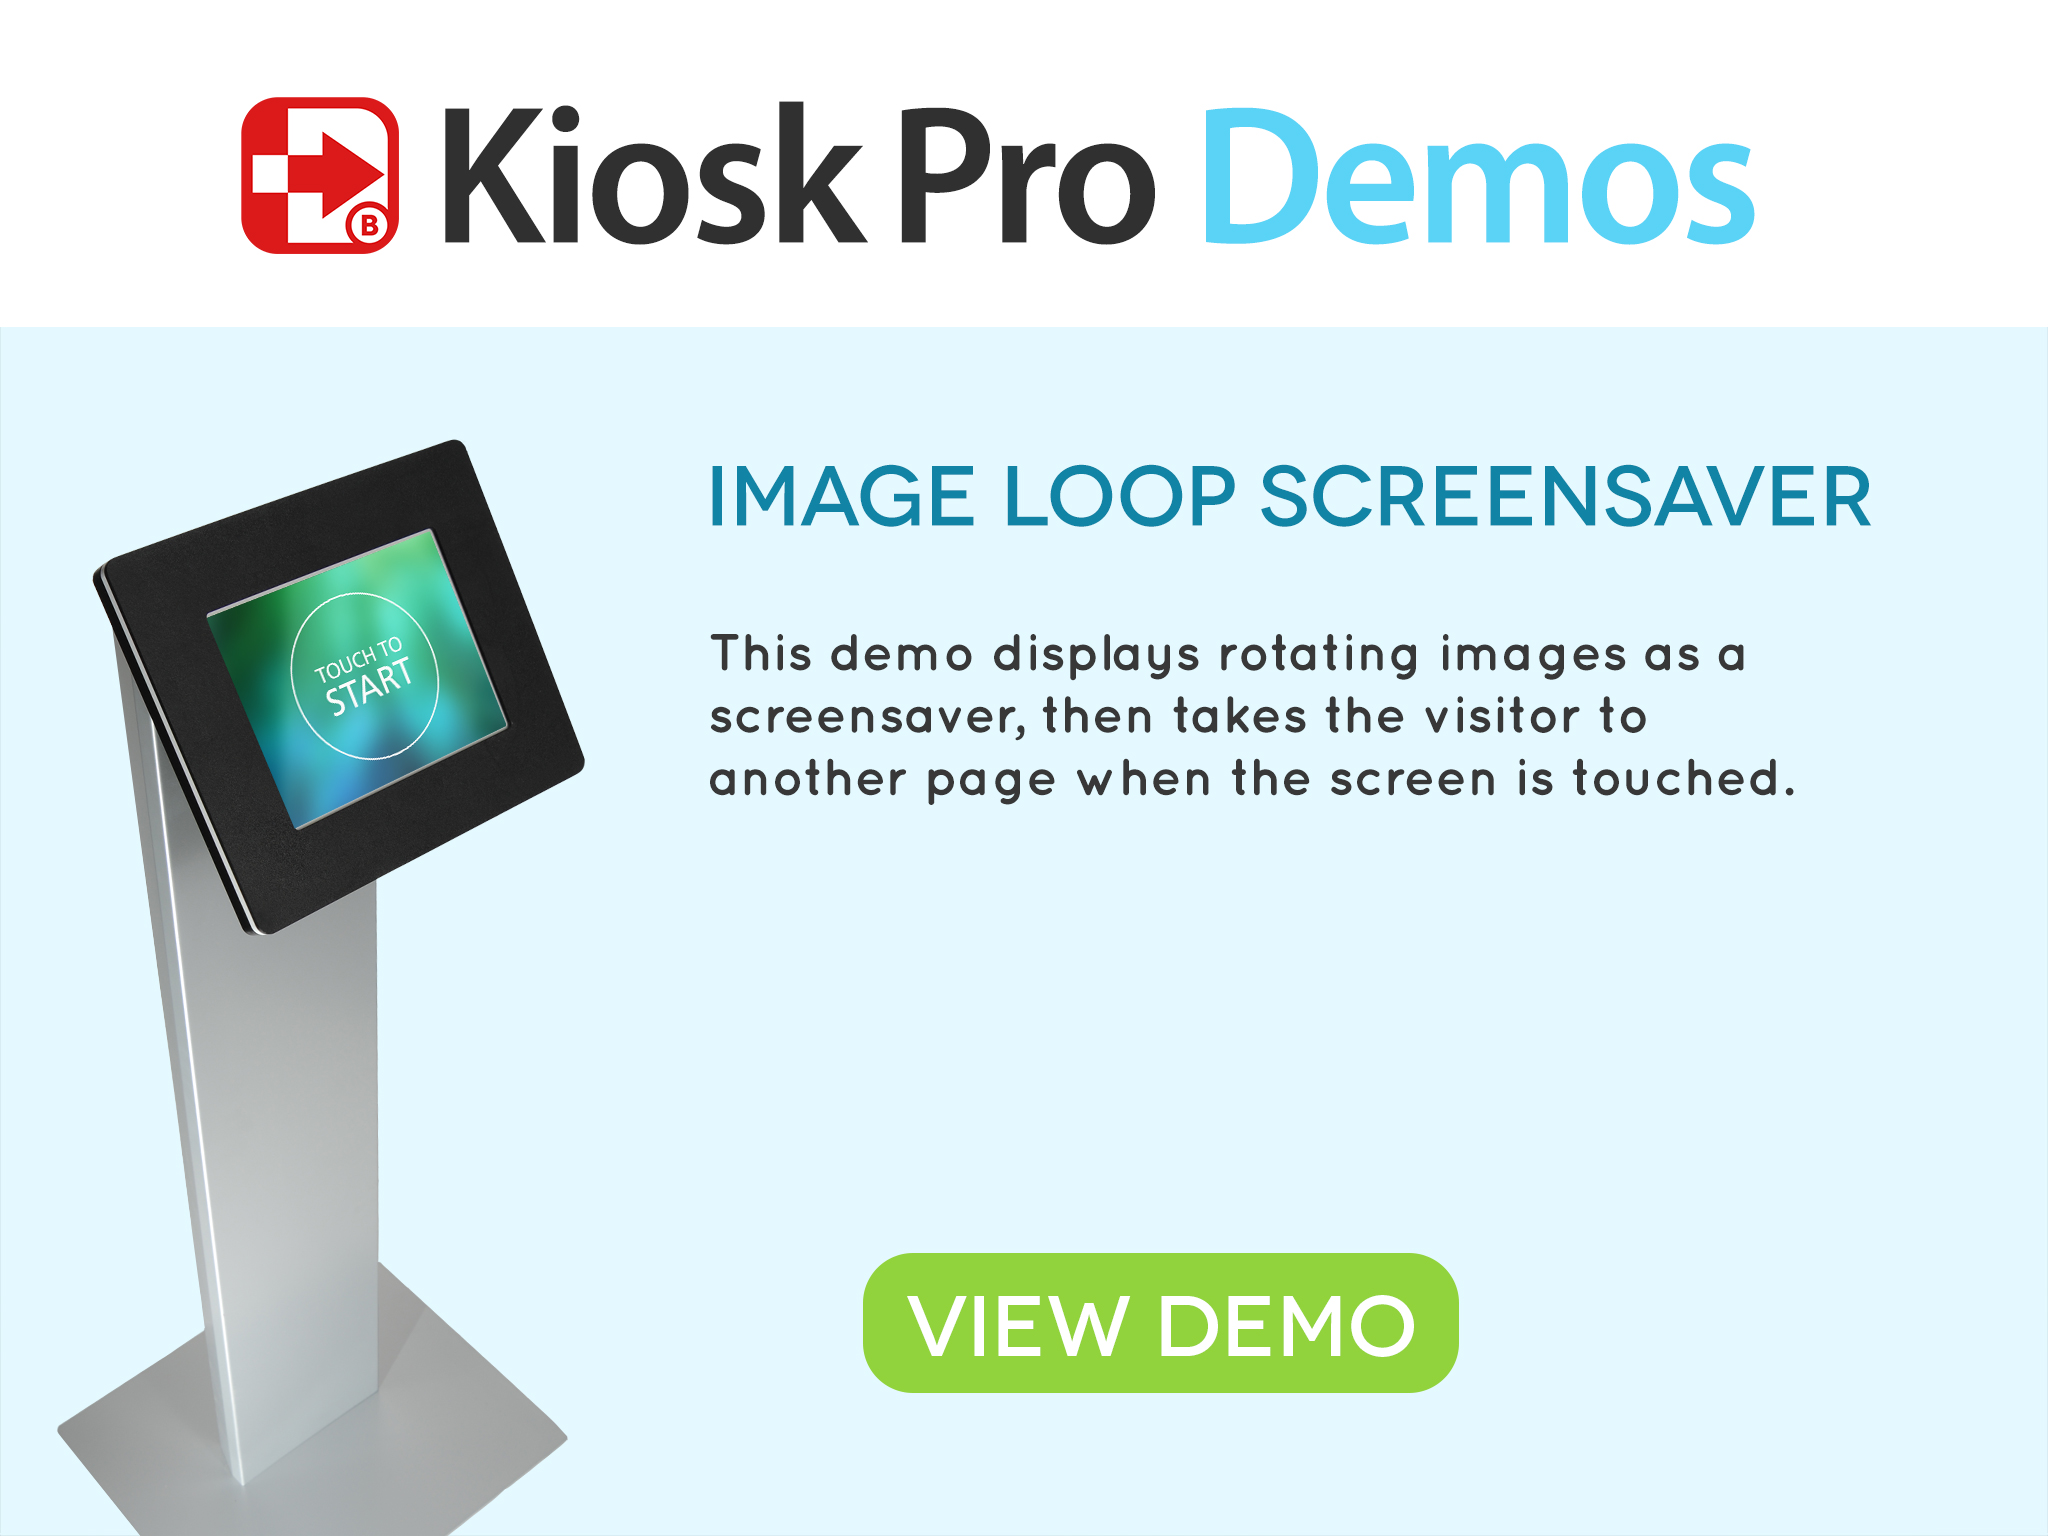 B
Kiosk Pro Demos
IMAGE LOOP SCREENSAVER
This demo displays rotating images as a
screensaver, then takes the visitor to
another page when the screen is touched.
TOUCH TO
START
VIEW DEMO